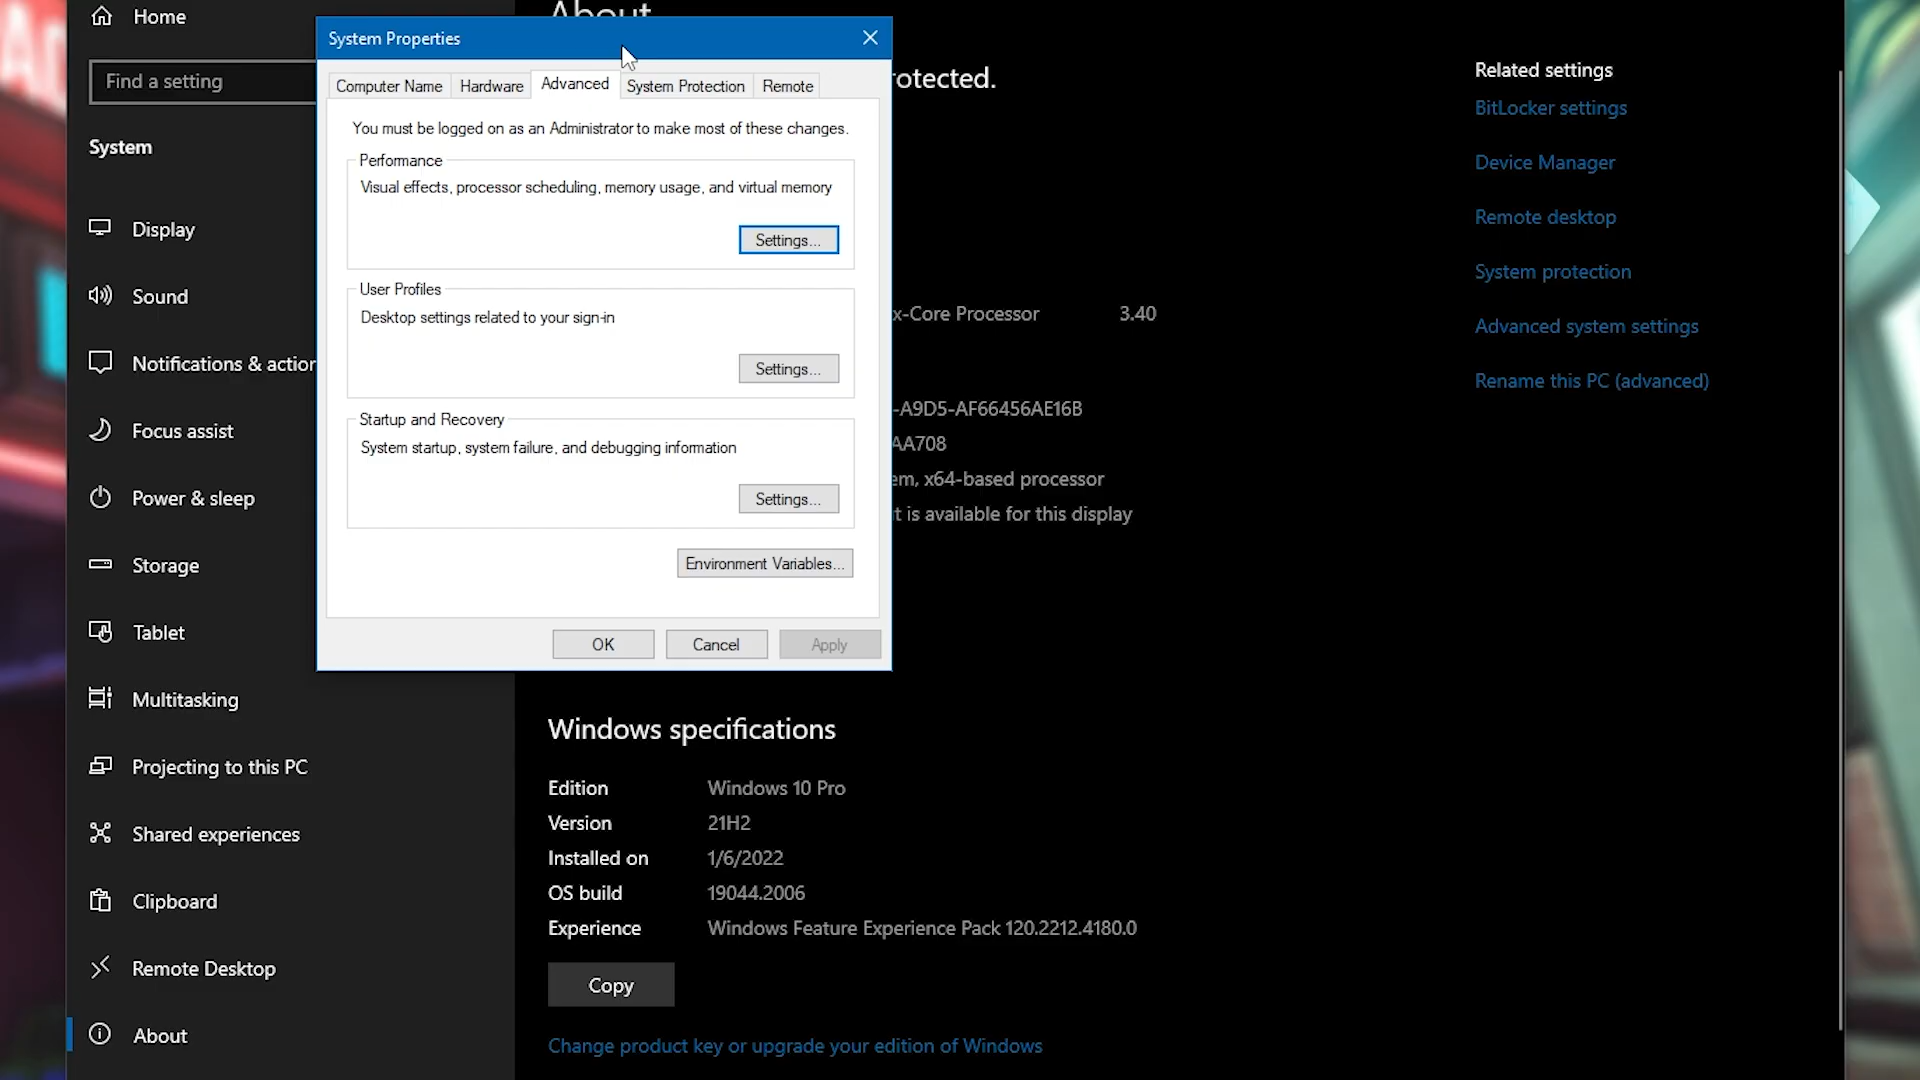 Home
Find a setting
System
Display
Sound
Notifications & action
Focus assist
Power & sleep
Storage
Tablet
Multitasking
Projecting to this PC
Shared experiences
Clipboard
Remote Desktop
About
About
System Properties
Computer Name
Hardware
Advanced
System Protection
Remote
You must be logged on as an Administrator to make most of these changes.
Performance
Visual effects, processor scheduling, memory usage, and virtual memory
Settings...
User Profiles
Desktop settings related to your sign-in
Settings...
Startup and Recovery
System startup, system failure, and debugging information
Settings...
Environment Variables...
OK
Cancel
Apply
otected.
x-Core Processor 3.40
-A9D5-AF66456AE16B
AA708
em, x64-based processor
t is available for this display
Windows specifications
Edition Windows 10 Pro
Version 21H2
Installed on 1/6/2022
OS build 19044.2006
Experience Windows Feature Experience Pack 120.2212.4180.0
Copy
Change product key or upgrade your edition of Windows
Related settings
BitLocker settings
Device Manager
Remote desktop
System protection
Advanced system settings
Rename this PC (advanced)